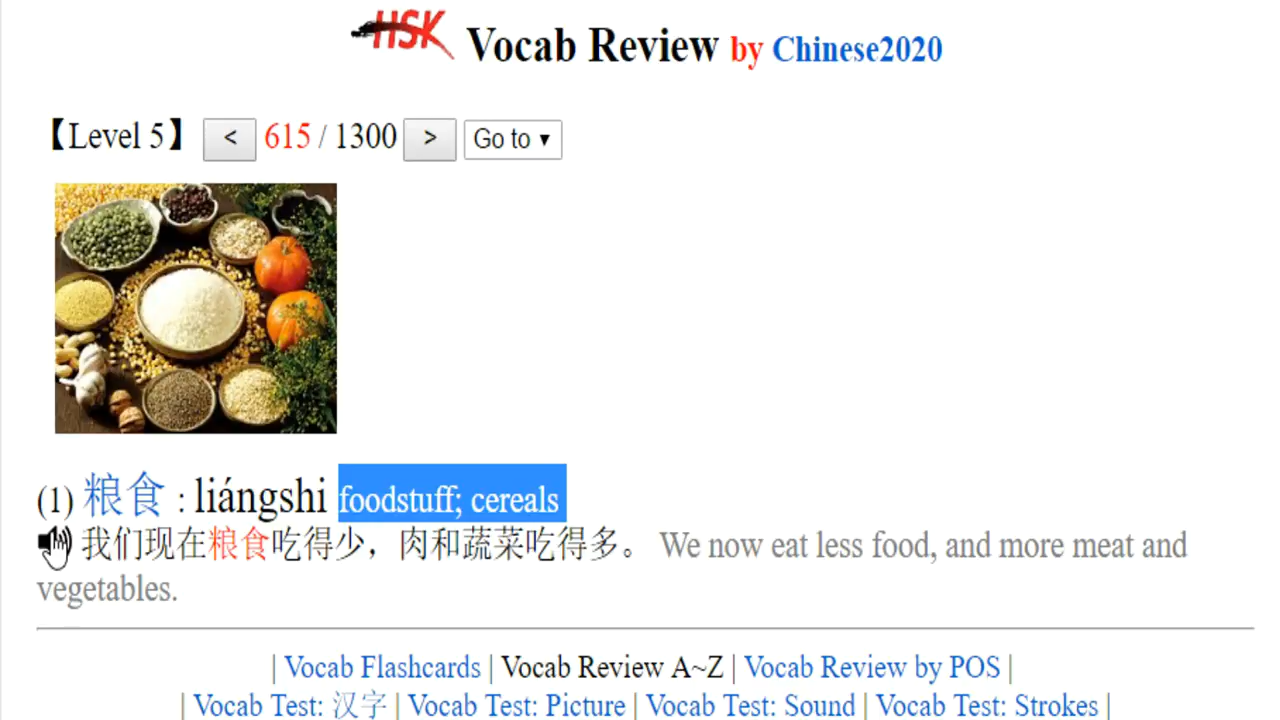 HSK Vocab Review by Chinese2020
【Level 5】 < 615 / 1300 > Go to ▾
(1) 粮食 : liángshi foodstuff; cereals
我们现在粮食吃得少，肉和蔬菜吃得多。 We now eat less food, and more meat and
vegetables.
| Vocab Flashcards | Vocab Review A~Z | Vocab Review by POS |
| Vocab Test: 汉字 | Vocab Test: Picture | Vocab Test: Sound | Vocab Test: Strokes |